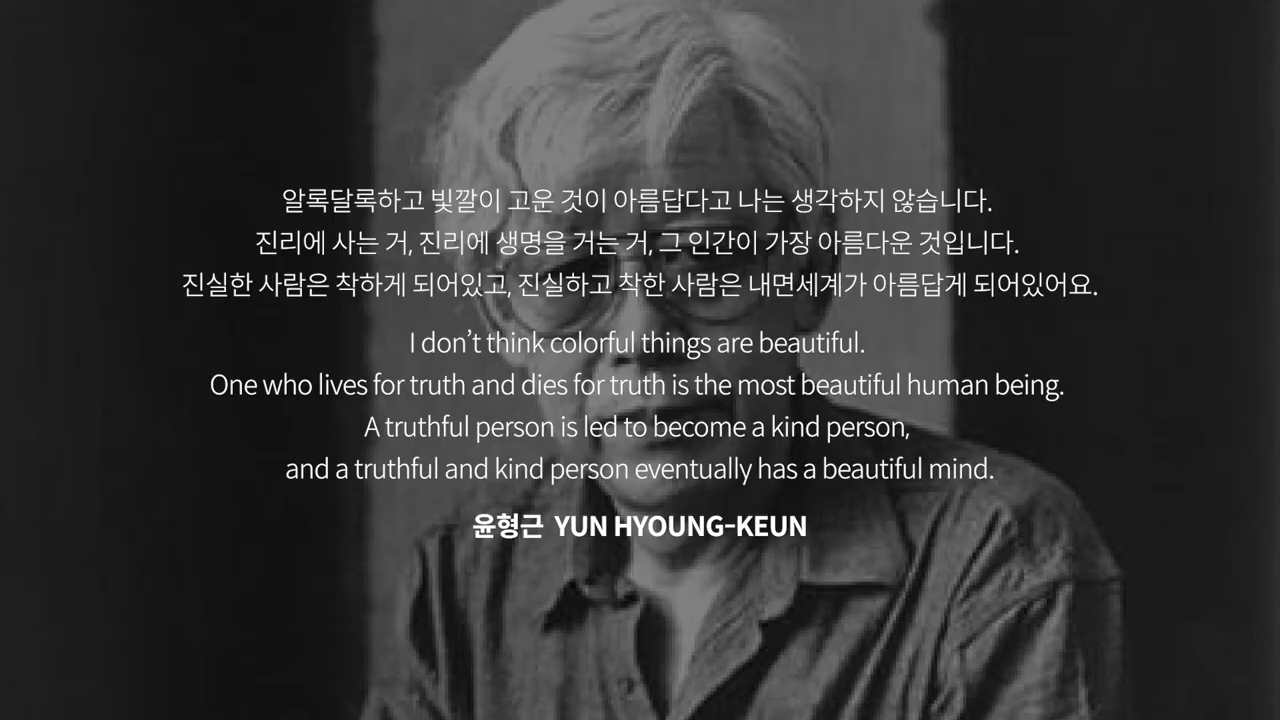 알록달록하고 빛깔이 고운 것이 아름답다고 나는 생각하지 않습니다.
진리에 사는 거, 진리에 생명을 거는 거, 그 인간이 가장 아름다운 것입니다.
진실한 사람은 착하게 되어있고, 진실하고 착한 사람은 내면세계가 아름답게 되어있어요.
I don’t think colorful things are beautiful.
One who lives for truth and dies for truth is the most beautiful human being.
A truthful person is led to become a kind person,
and a truthful and kind person eventually has a beautiful mind.
윤형근 YUN HYOUNG-KEUN